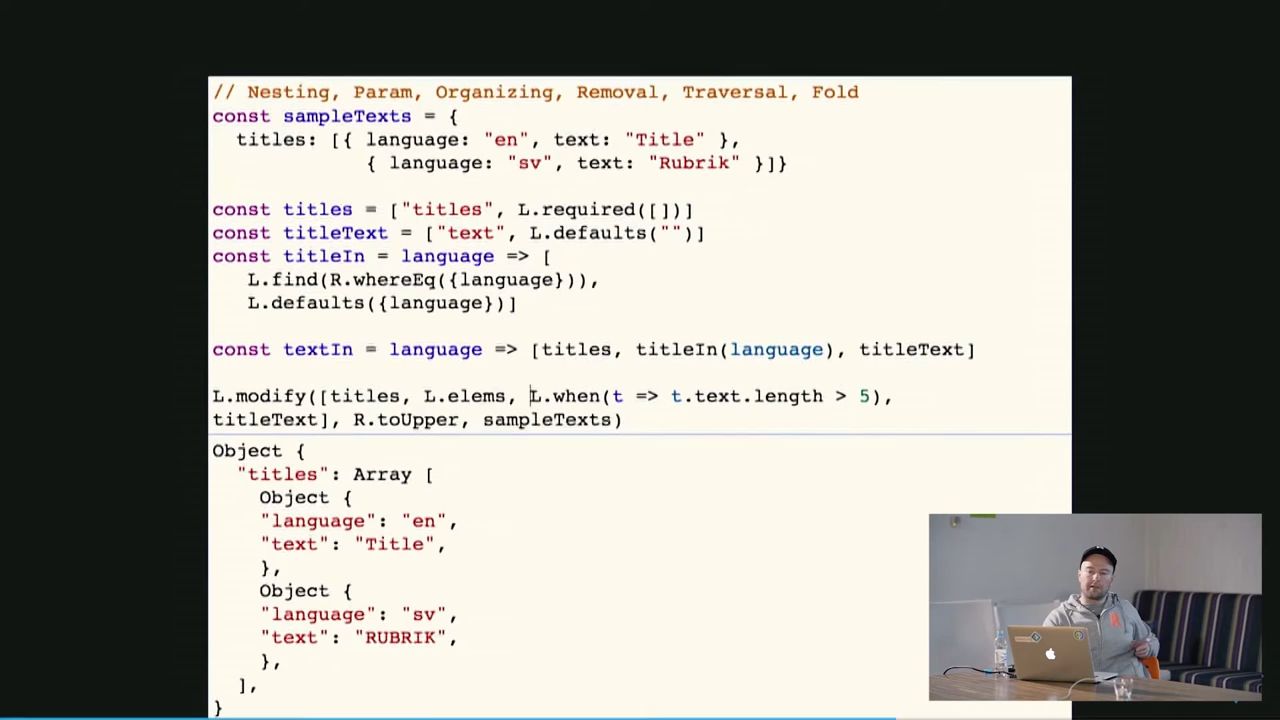 // Nesting, Param, Organizing, Removal, Traversal, Fold
const sampleTexts = {
  titles: [{ language: "en", text: "Title" },
             { language: "sv", text: "Rubrik" }]}
const titles = ["titles", L.required([])]
const titleText = ["text", L.defaults("")]
const titleIn = language => [
   L.find(R.whereEq({language})),
   L.defaults({language})]
const textIn = language => [titles, titleIn(language), titleText]
L.modify([titles, L.elems, L.when(t => t.text.length > 5),
titleText], R.toUpper, sampleTexts)
Object {
  "titles": Array [
    Object {
    "language": "en",
    "text": "Title",
    },
    Object {
    "language": "sv",
    "text": "RUBRIK",
    },
  ],
}